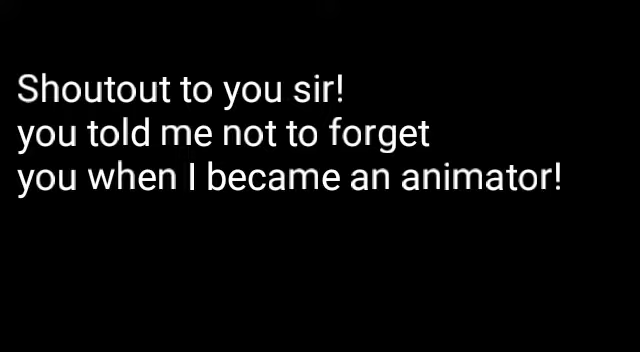 Shoutout to you sir!
you told me not to forget
you when I became an animator!